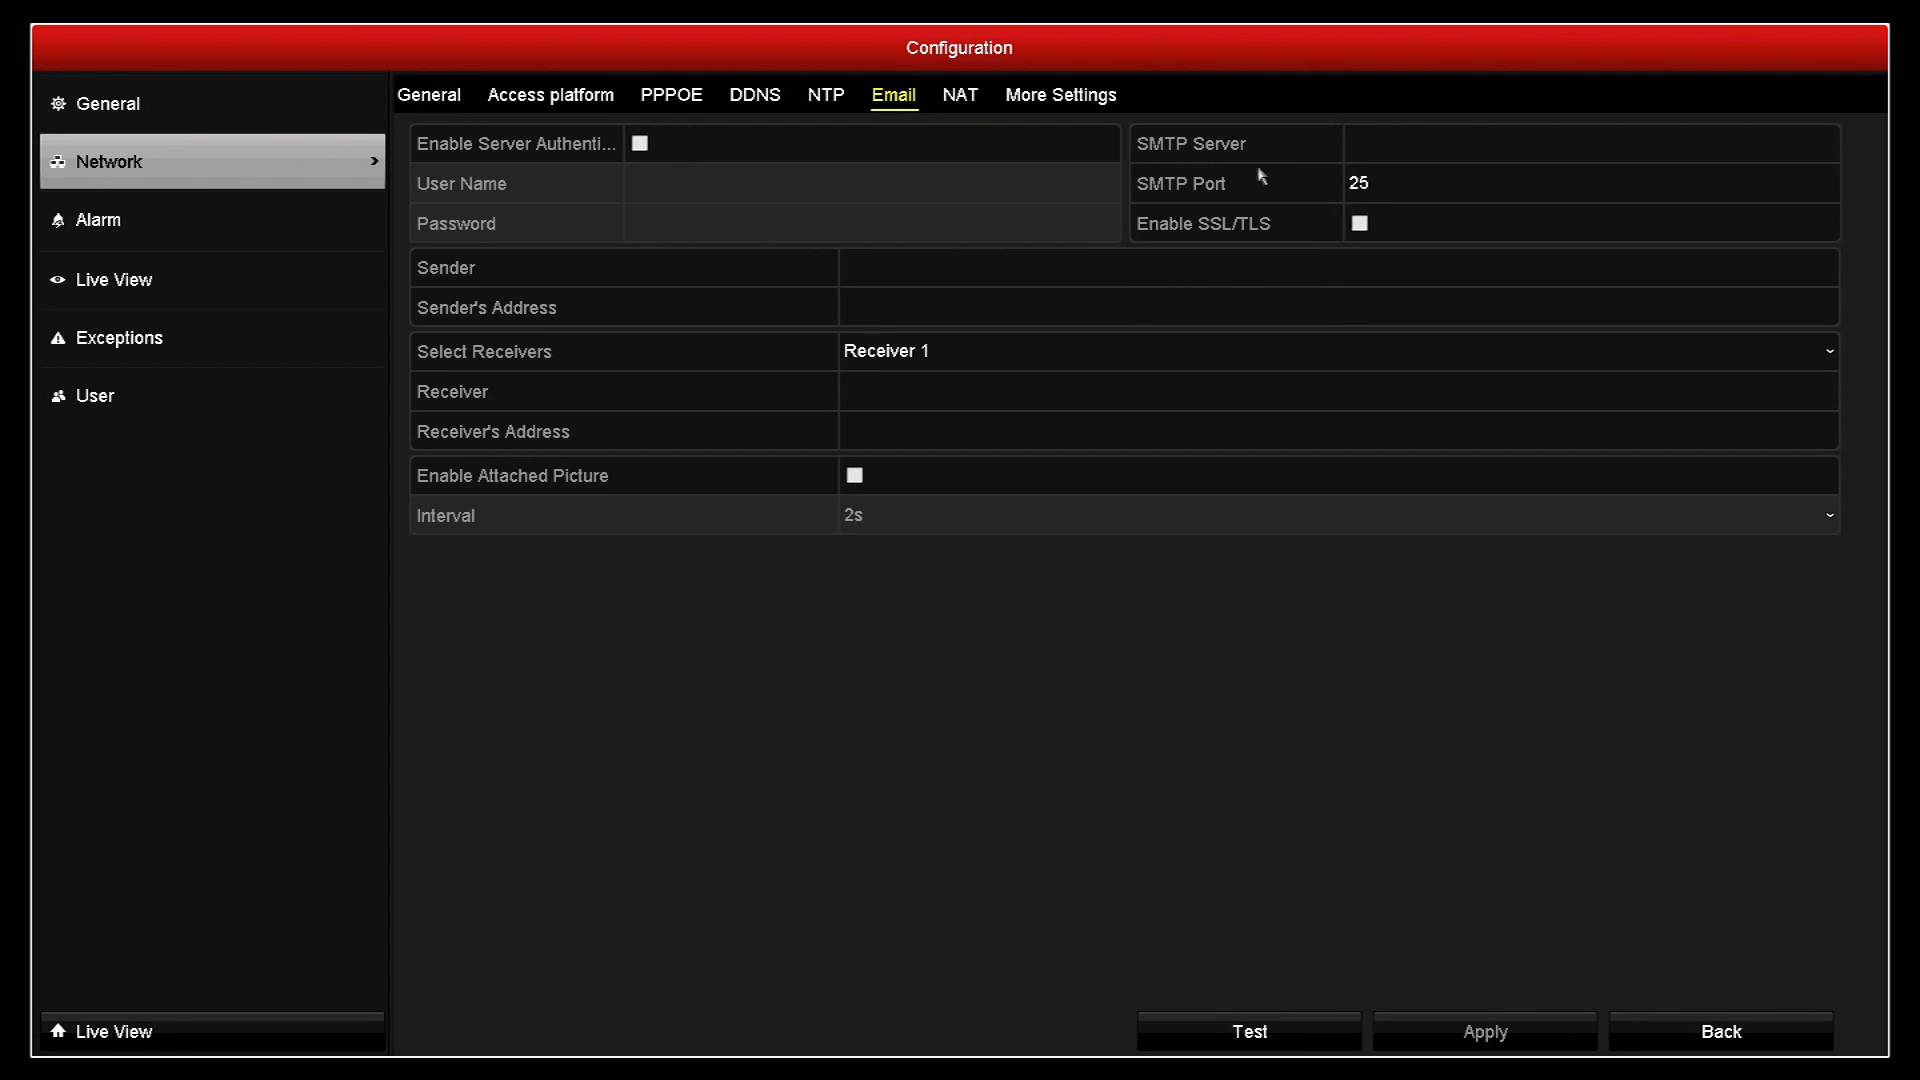 Configuration
General
Network
Alarm
Live View
Exceptions
User
Live View
General Access platform PPPOE DDNS NTP Email NAT More Settings
Enable Server Authenti...
User Name
Password
SMTP Server
SMTP Port 25
Enable SSL/TLS
Sender
Sender's Address
Select Receivers Receiver 1
Receiver
Receiver's Address
Enable Attached Picture
Interval 2s
Test Apply Back